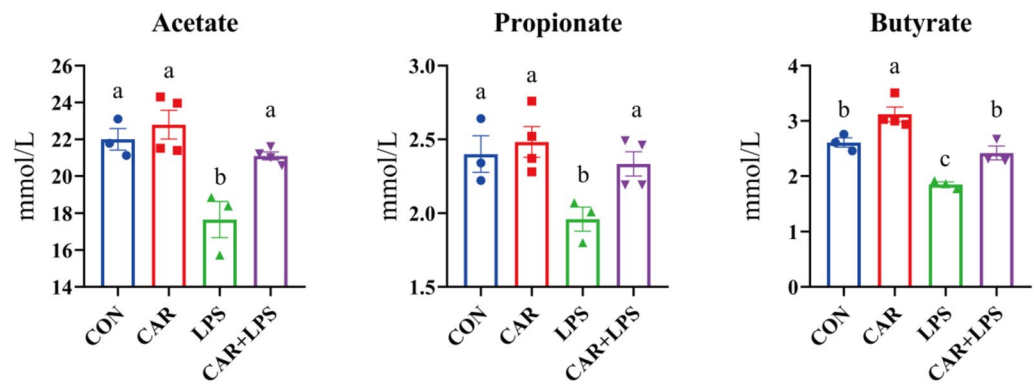 Acetate
mmol/L
26
24
22
20
18
16
14
a
a
b
a
CON
CAR
LPS
CAR+LPS
Propionate
mmol/L
3.0
2.5
2.0
1.5
a
a
b
a
CON
CAR
LPS
CAR+LPS
Butyrate
mmol/L
4
3
2
1
0
b
a
c
b
CON
CAR
LPS
CAR+LPS